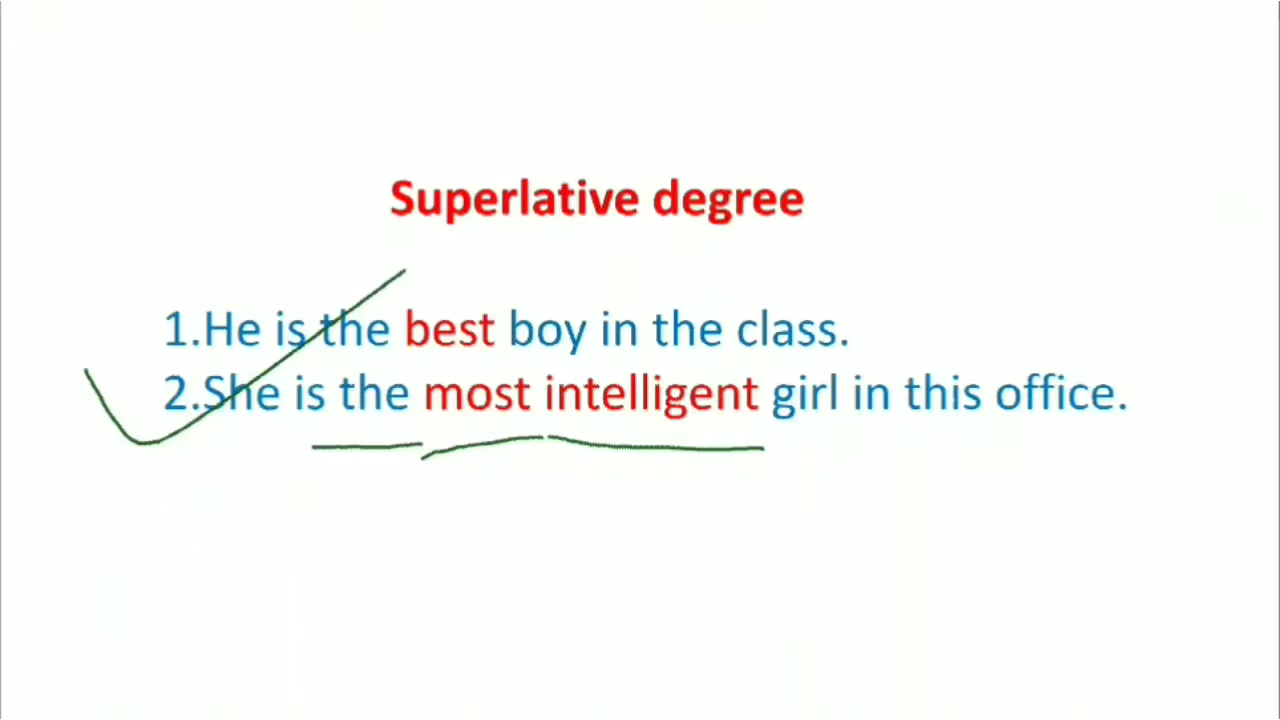 Superlative degree
1.He is the best boy in the class.
2.She is the most intelligent girl in this office.